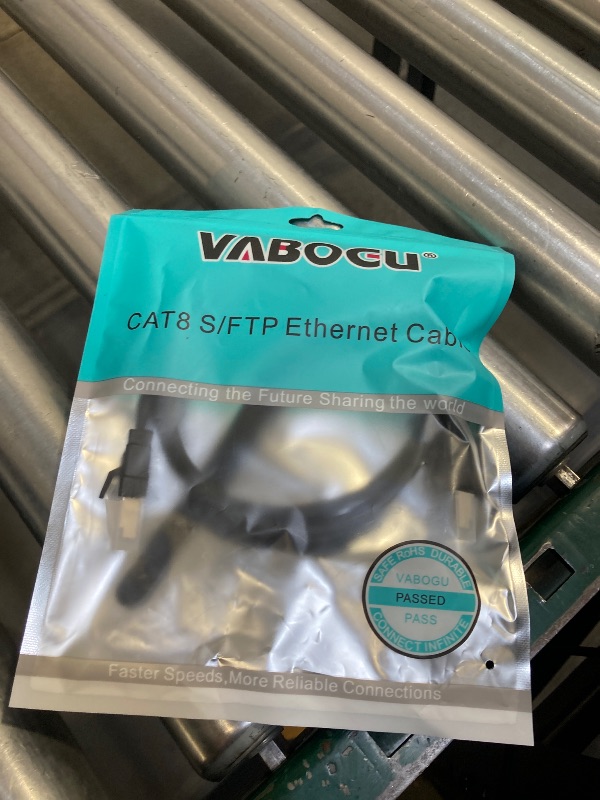 VABOGU®
CAT8 S/FTP Ethernet Cable
Connecting the Future Sharing the world
SAFE RoHS DURABLE
VABOGU
PASSED
PASS
CONNECT INFINITE
Faster Speeds,More Reliable Connections